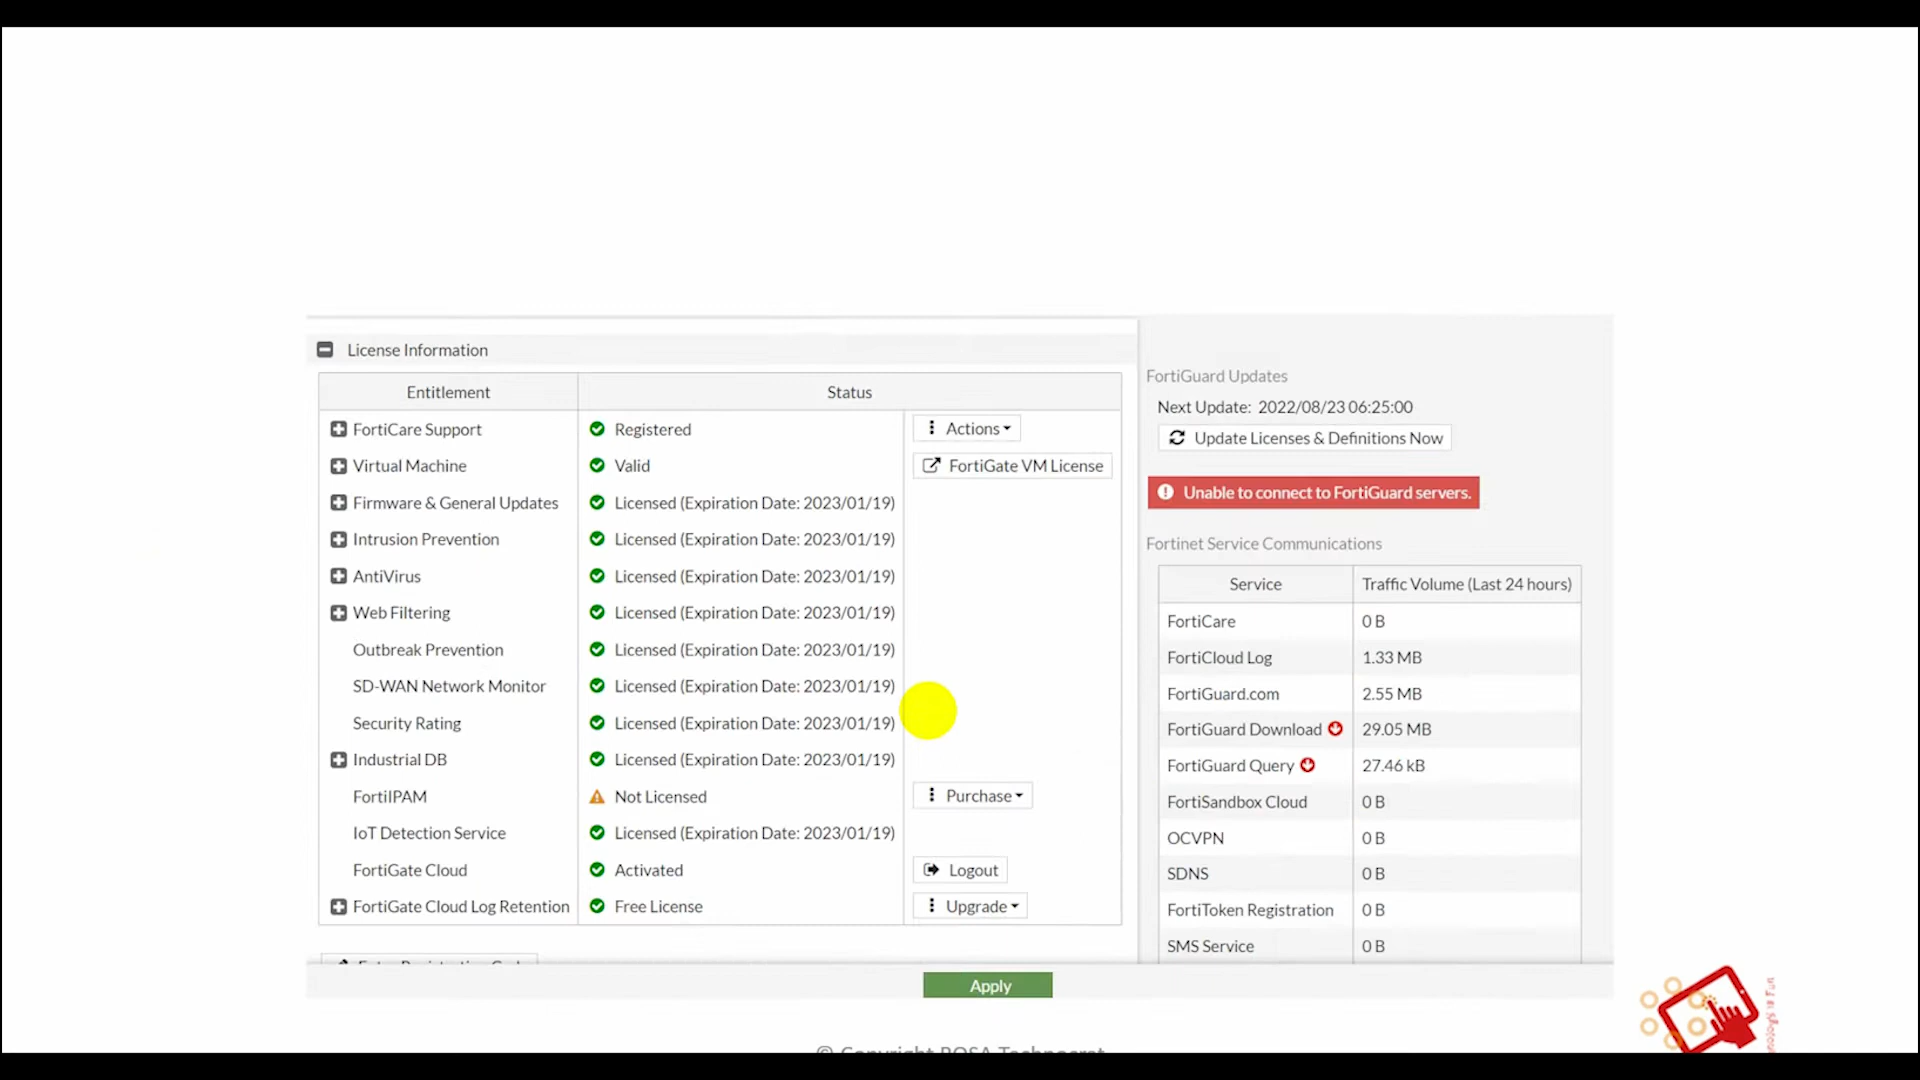 License Information
Entitlement Status
FortiCare Support Registered Actions
Virtual Machine Valid FortiGate VM License
Firmware & General Updates Licensed (Expiration Date: 2023/01/19)
Intrusion Prevention Licensed (Expiration Date: 2023/01/19)
AntiVirus Licensed (Expiration Date: 2023/01/19)
Web Filtering Licensed (Expiration Date: 2023/01/19)
Outbreak Prevention Licensed (Expiration Date: 2023/01/19)
SD-WAN Network Monitor Licensed (Expiration Date: 2023/01/19)
Security Rating Licensed (Expiration Date: 2023/01/19)
Industrial DB Licensed (Expiration Date: 2023/01/19)
FortiIPAM Not Licensed Purchase
IoT Detection Service Licensed (Expiration Date: 2023/01/19)
FortiGate Cloud Activated Logout
FortiGate Cloud Log Retention Free License Upgrade
FortiGuard Updates
Next Update: 2022/08/23 06:25:00
Update Licenses & Definitions Now
Unable to connect to FortiGuard servers.
Fortinet Service Communications
Service Traffic Volume (Last 24 hours)
FortiCare 0 B
FortiCloud Log 1.33 MB
FortiGuard.com 2.55 MB
FortiGuard Download 29.05 MB
FortiGuard Query 27.46 kB
FortiSandbox Cloud 0 B
OCVPN 0 B
SDNS 0 B
FortiToken Registration 0 B
SMS Service 0 B
Apply
© Copyright ROSA Technocrat